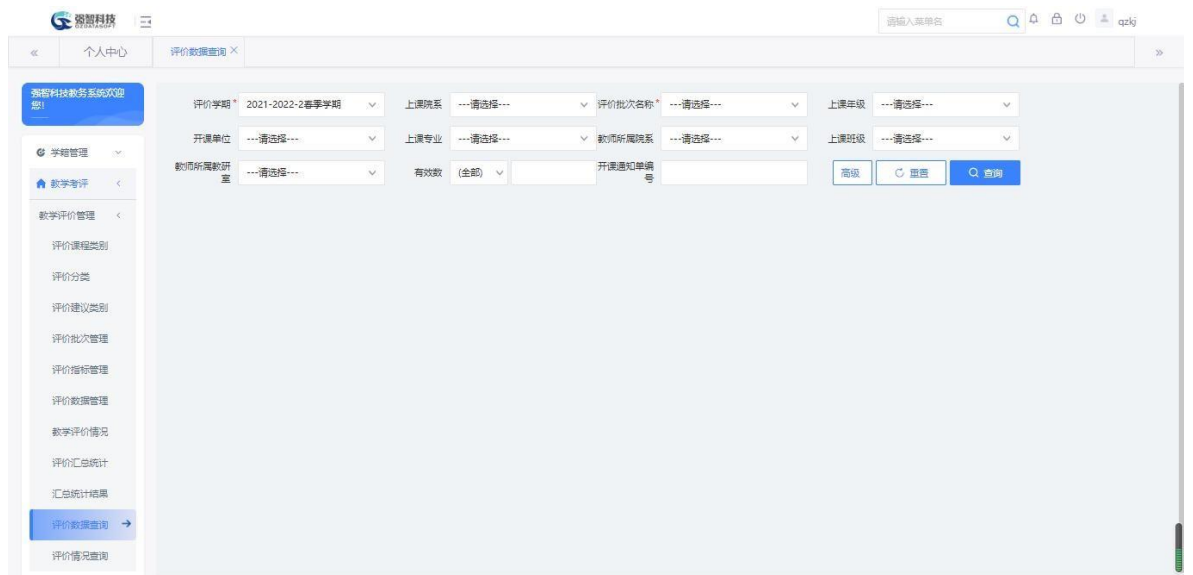 强智科技
QZDATASOFT
请输入菜单名
qzkj
个人中心
评价数据查询
强智科技教务系统欢迎
您!
评价学期* 2021-2022-2春季学期
上课院系 ---请选择---
评价批次名称* ---请选择---
上课年级 ---请选择---
开课单位 ---请选择---
上课专业 ---请选择---
教师所属院系 ---请选择---
上课班级 ---请选择---
教师所属教研
室
---请选择---
有效数 (全部)
开课通知单编
号
高级
重置
查询
学籍管理
教学考评
教学评价管理
评价课程类别
评价分类
评价建议类别
评价批次管理
评价指标管理
评价数据管理
教学评价情况
评价汇总统计
汇总统计结果
评价数据查询
评价情况查询